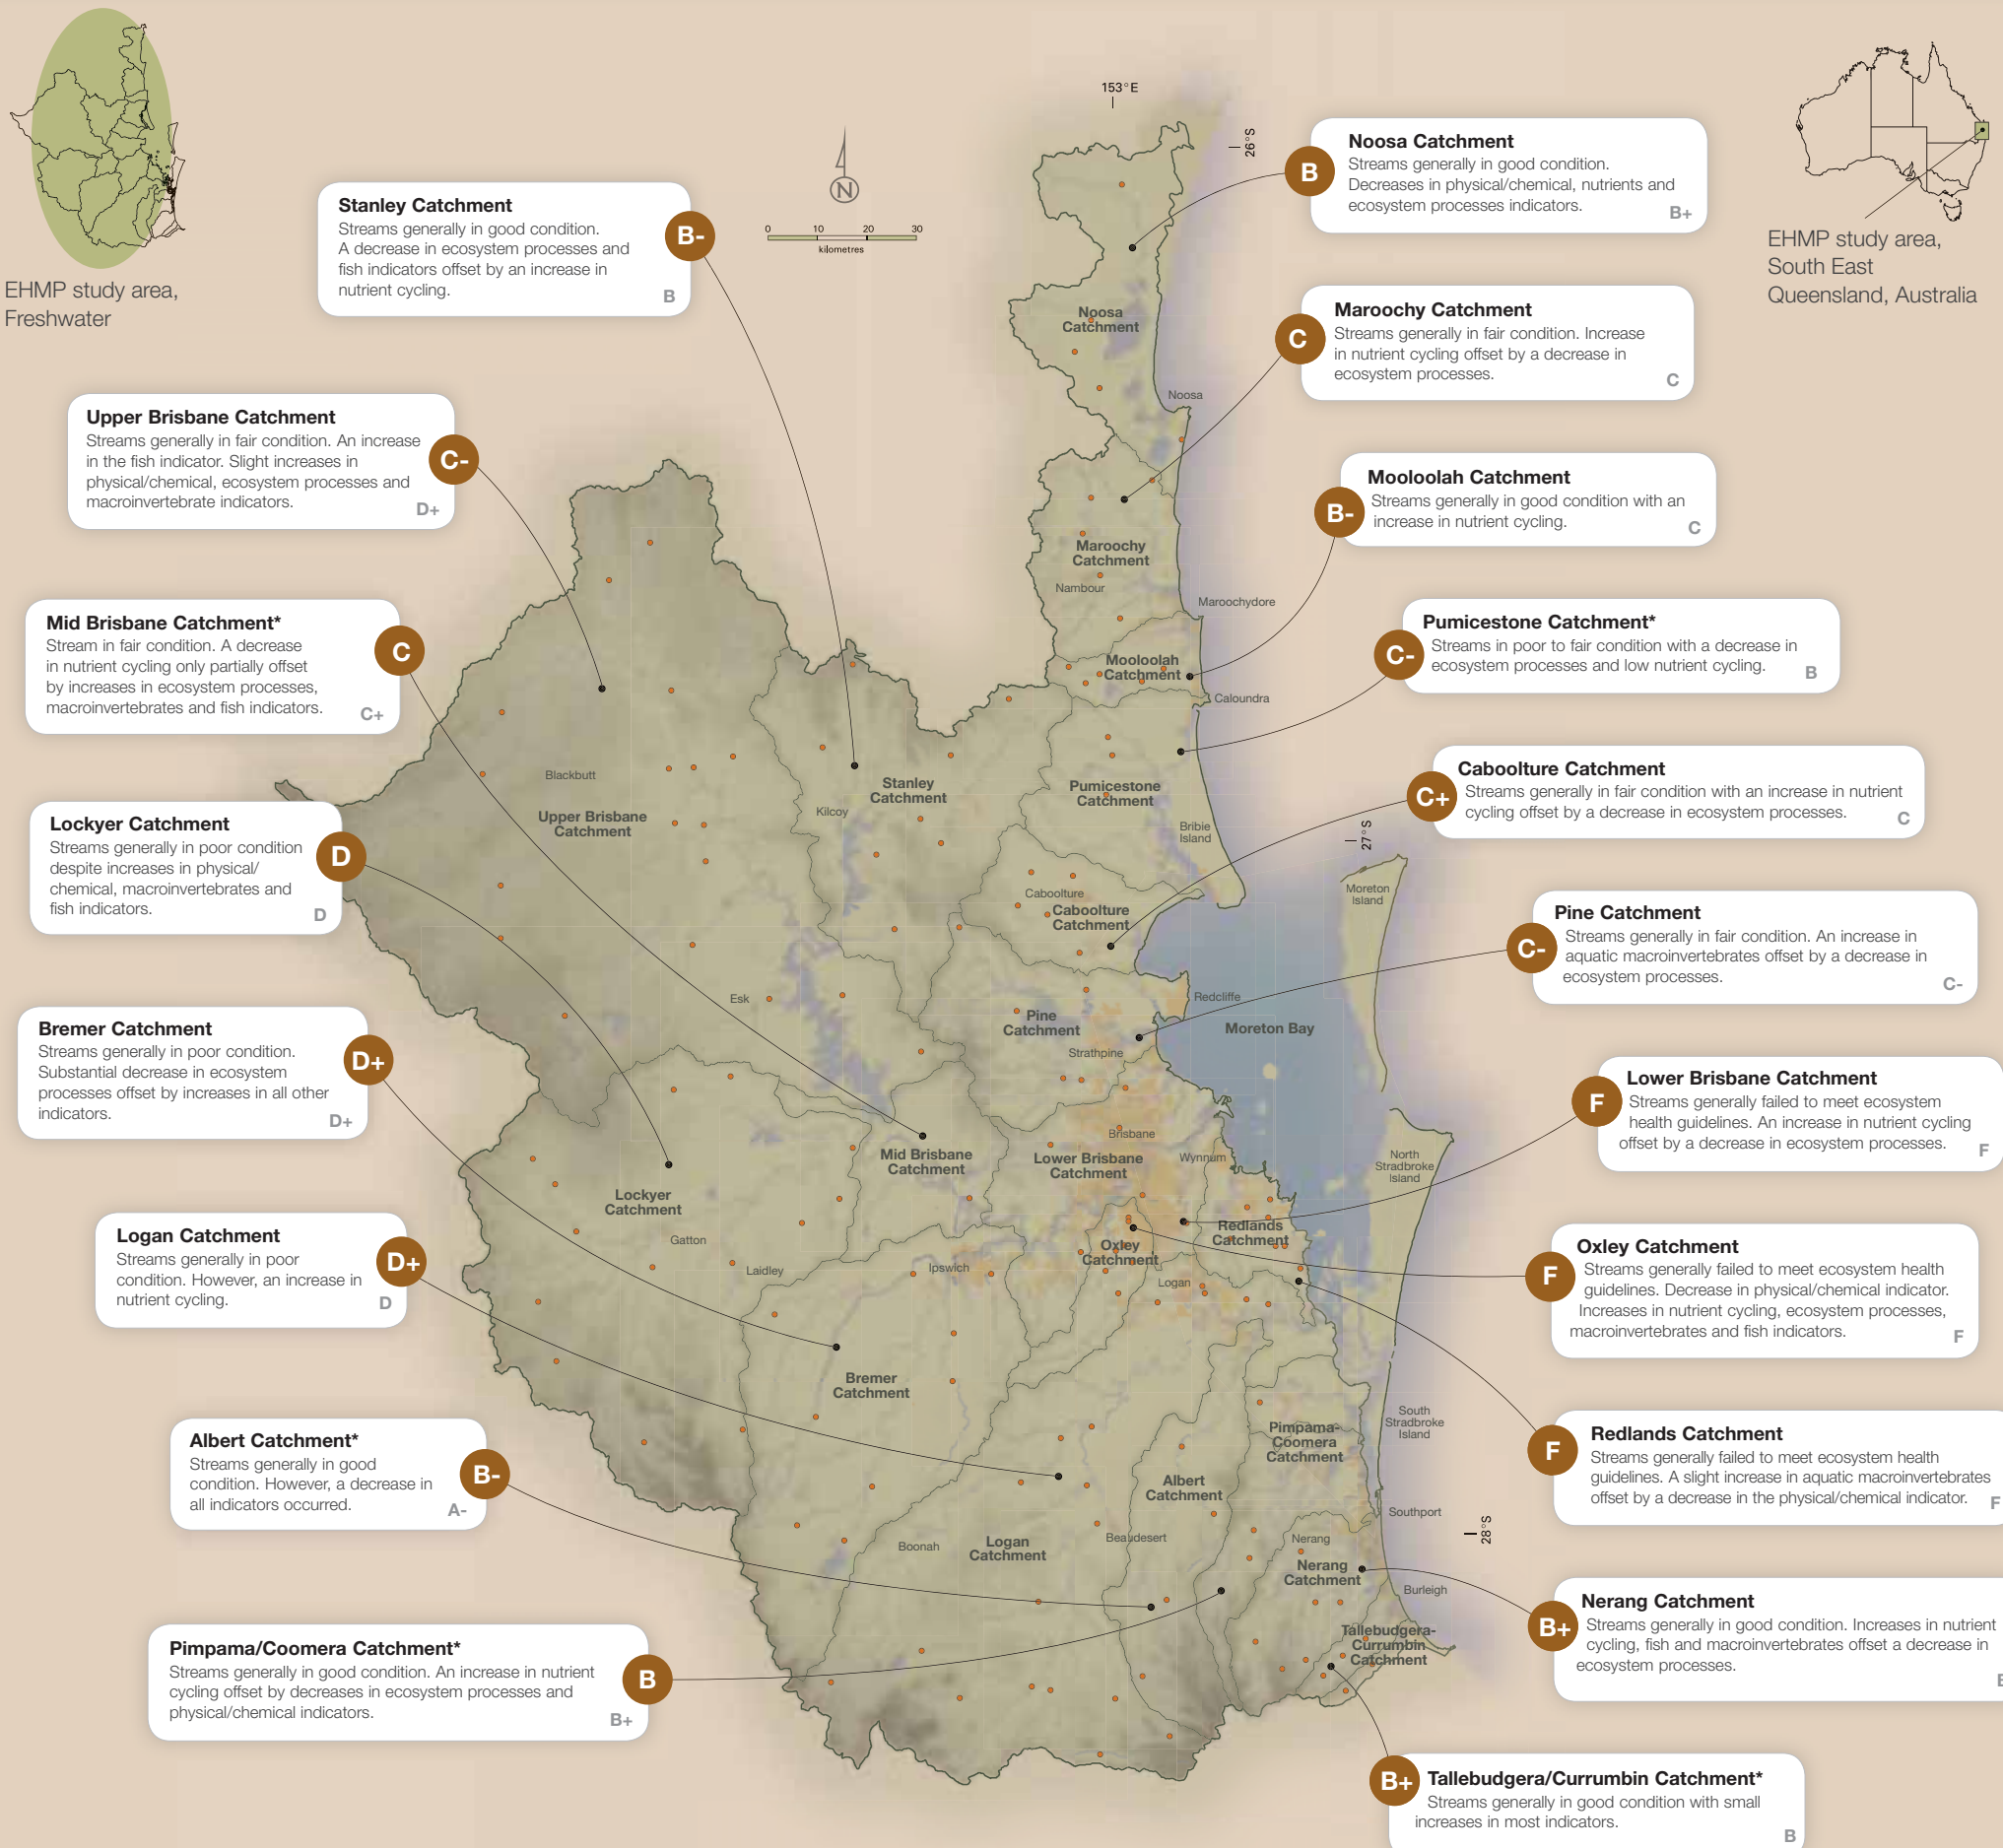 EHMP study area,
Freshwater
153°E
26°S
N
0 10 20 30
kilometres
EHMP study area,
South East
Queensland, Australia
Stanley Catchment
Streams generally in good condition.
A decrease in ecosystem processes and
fish indicators offset by an increase in
nutrient cycling.
B
B-
Upper Brisbane Catchment
Streams generally in fair condition. An increase
in the fish indicator. Slight increases in
physical/chemical, ecosystem processes and
macroinvertebrate indicators.
D+
C-
Mid Brisbane Catchment*
Stream in fair condition. A decrease
in nutrient cycling only partially offset
by increases in ecosystem processes,
macroinvertebrates and fish indicators.
C+
C
Lockyer Catchment
Streams generally in poor condition
despite increases in physical/
chemical, macroinvertebrates and
fish indicators.
D
D
Bremer Catchment
Streams generally in poor condition.
Substantial decrease in ecosystem
processes offset by increases in all other
indicators.
D+
D+
Logan Catchment
Streams generally in poor
condition. However, an increase in
nutrient cycling.
D
D+
Albert Catchment*
Streams generally in good
condition. However, a decrease in
all indicators occurred.
A-
B-
Pimpama/Coomera Catchment*
Streams generally in good condition. An increase in nutrient
cycling offset by decreases in ecosystem processes and
physical/chemical indicators.
B+
B
B
Noosa Catchment
Streams generally in good condition.
Decreases in physical/chemical, nutrients and
ecosystem processes indicators.
B+
C
Maroochy Catchment
Streams generally in fair condition. Increase
in nutrient cycling offset by a decrease in
ecosystem processes.
C
B-
Mooloolah Catchment
Streams generally in good condition with an
increase in nutrient cycling.
C
C-
Pumicestone Catchment*
Streams in poor to fair condition with a decrease in
ecosystem processes and low nutrient cycling.
B
C+
Caboolture Catchment
Streams generally in fair condition with an increase in nutrient
cycling offset by a decrease in ecosystem processes.
C
C-
Pine Catchment
Streams generally in fair condition. An increase in
aquatic macroinvertebrates offset by a decrease in
ecosystem processes.
C-
F
Lower Brisbane Catchment
Streams generally failed to meet ecosystem
health guidelines. An increase in nutrient cycling
offset by a decrease in ecosystem processes.
F
F
Oxley Catchment
Streams generally failed to meet ecosystem health
guidelines. Decrease in physical/chemical indicator.
Increases in nutrient cycling, ecosystem processes,
macroinvertebrates and fish indicators.
F
F
Redlands Catchment
Streams generally failed to meet ecosystem health
guidelines. A slight increase in aquatic macroinvertebrates
offset by a decrease in the physical/chemical indicator.
F
B+
Nerang Catchment
Streams generally in good condition. Increases in nutrient
cycling, fish and macroinvertebrates offset a decrease in
ecosystem processes.
B+
Tallebudgera/Currumbin Catchment*
Streams generally in good condition with small
increases in most indicators.
B
Noosa
Catchment
Noosa
Maroochy
Catchment
Nambour
Maroochydore
Mooloolah
Catchment
Caloundra
Blackbutt
Upper Brisbane
Catchment
Kilcoy
Stanley
Catchment
Pumicestone
Catchment
Bribie
Island
27°S
Moreton
Island
Caboolture
Caboolture
Catchment
Esk
Pine
Catchment
Strathpine
Redcliffe
Moreton Bay
Brisbane
Mid Brisbane
Catchment
Lower Brisbane
Catchment
Wynnum
North
Stradbroke
Island
Lockyer
Catchment
Gatton
Laidley
Ipswich
Oxley
Catchment
Redlands
Catchment
Logan
Bremer
Catchment
Pimpama-
Coomera
Catchment
South
Stradbroke
Island
Albert
Catchment
Southport
28°S
Boonah
Logan
Catchment
Beaudesert
Nerang
Nerang
Catchment
Burleigh
Tallebudgera-
Currumbin
Catchment